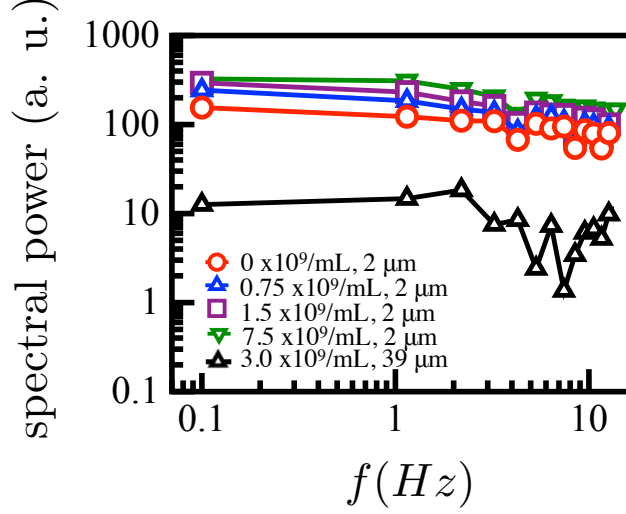 spectral power (a. u.)
1000
100
10
1
0.1
0 x10⁹/mL, 2 μm
0.75 x10⁹/mL, 2 μm
1.5 x10⁹/mL, 2 μm
7.5 x10⁹/mL, 2 μm
3.0 x10⁹/mL, 39 μm
0.1 1 10
f(Hz)